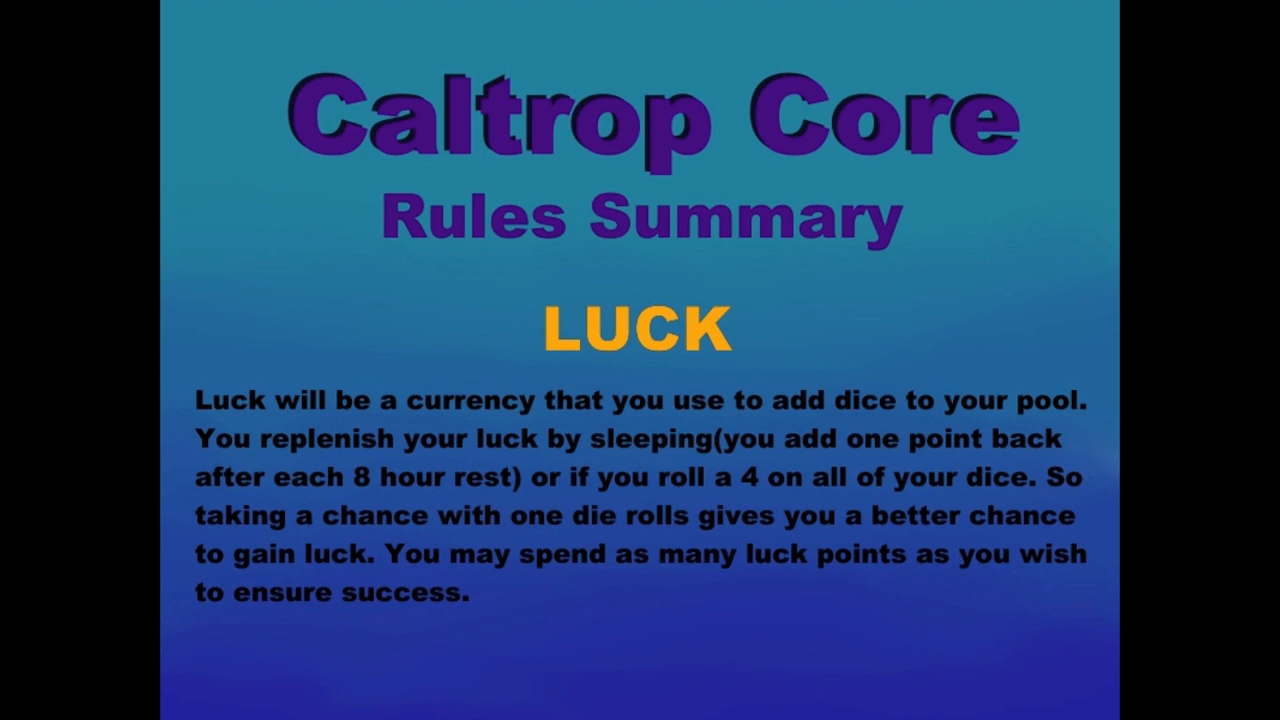 Caltrop Core
Rules Summary
LUCK
Luck will be a currency that you use to add dice to your pool.
You replenish your luck by sleeping(you add one point back
after each 8 hour rest) or if you roll a 4 on all of your dice. So
taking a chance with one die rolls gives you a better chance
to gain luck. You may spend as many luck points as you wish
to ensure success.